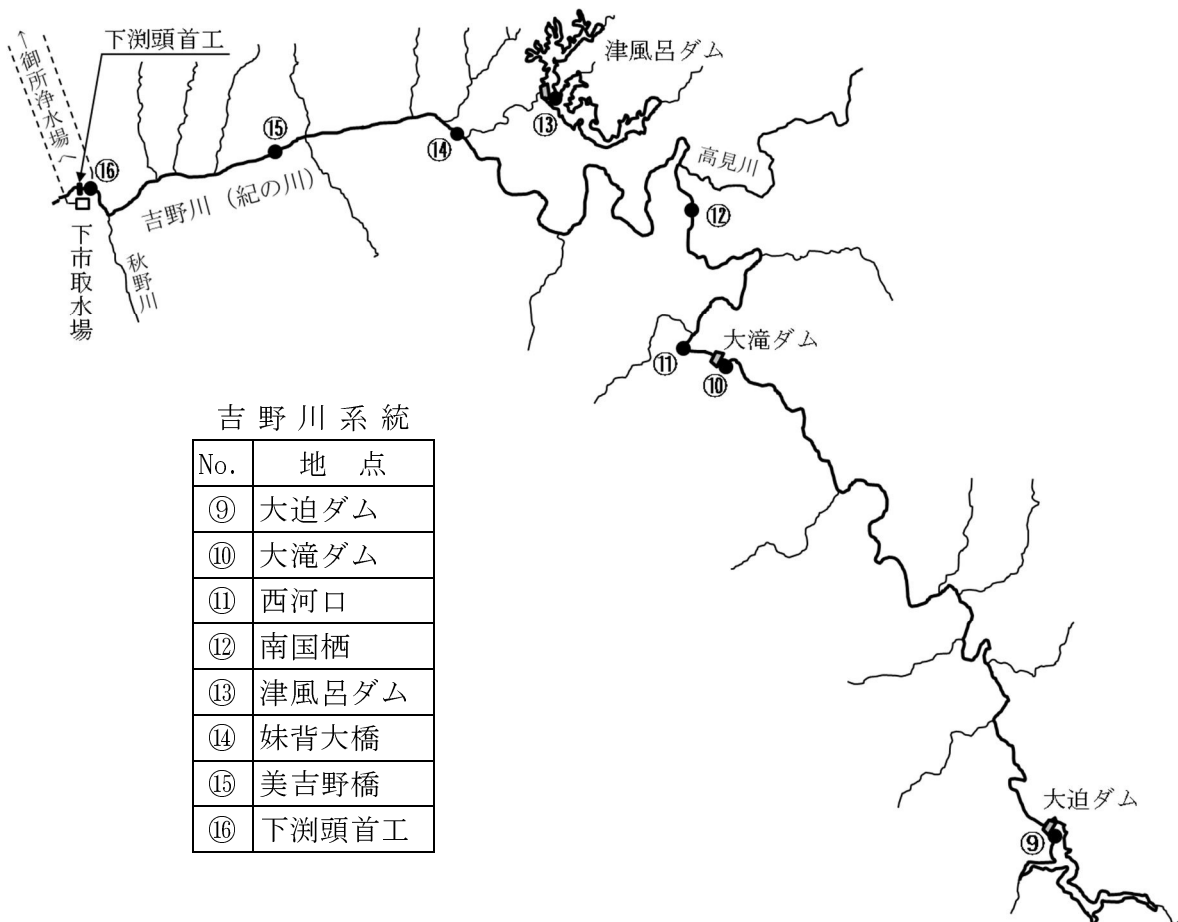 下渕頭首工
津風呂ダム
←御所浄水場へ
⑬
⑮
⑭
高見川
⑯
吉野川（紀の川）
⑫
下市取水場
秋野川
大滝ダム
⑪
⑩
吉野川系統
No. 地点
⑨ 大迫ダム
⑩ 大滝ダム
⑪ 西河口
⑫ 南国栖
⑬ 津風呂ダム
⑭ 妹背大橋
⑮ 美吉野橋
⑯ 下渕頭首工
大迫ダム
⑨